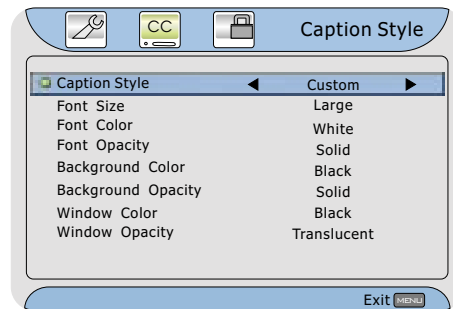 CC
Caption Style
Caption Style Custom
Font Size Large
Font Color White
Font Opacity Solid
Background Color Black
Background Opacity Solid
Window Color Black
Window Opacity Translucent
Exit MENU